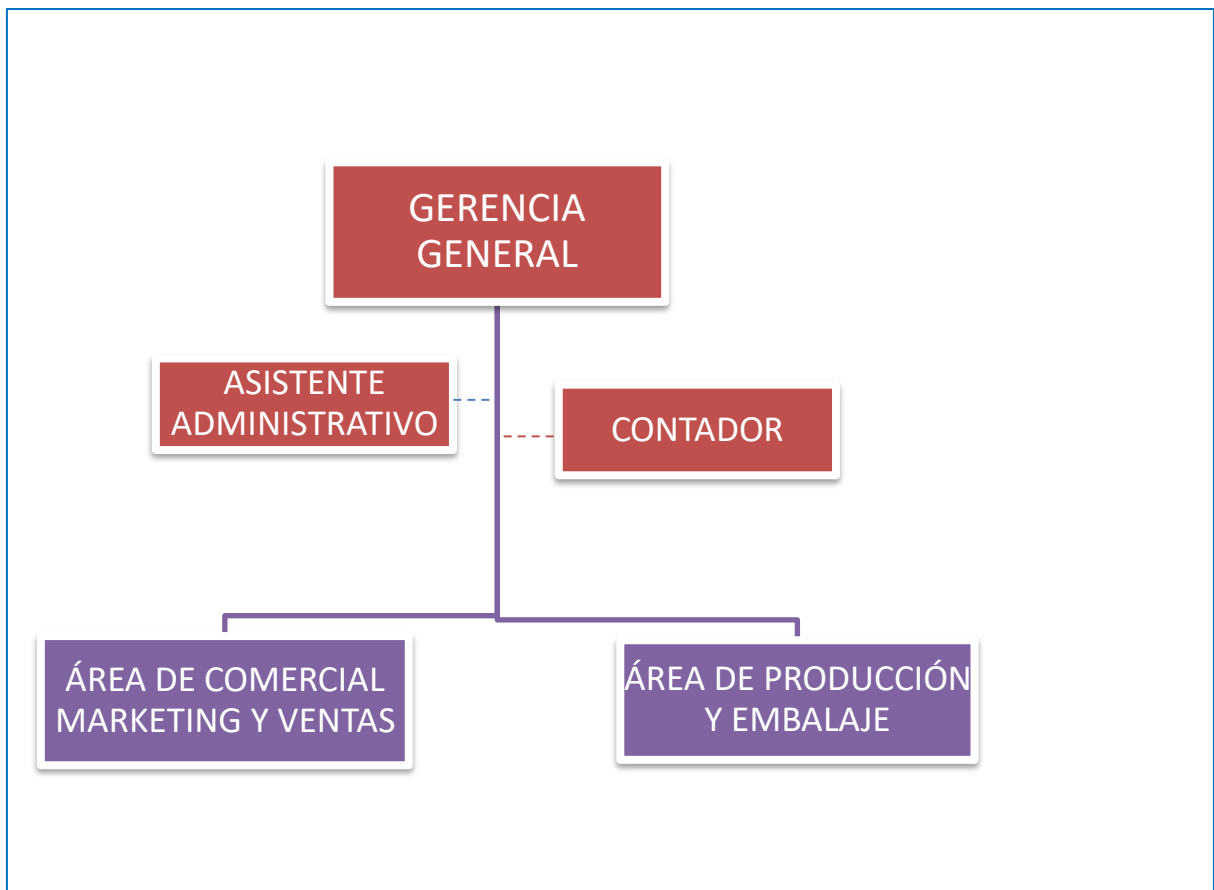 GERENCIA
GENERAL
ASISTENTE
ADMINISTRATIVO
CONTADOR
ÁREA DE COMERCIAL
MARKETING Y VENTAS
ÁREA DE PRODUCCIÓN
Y EMBALAJE